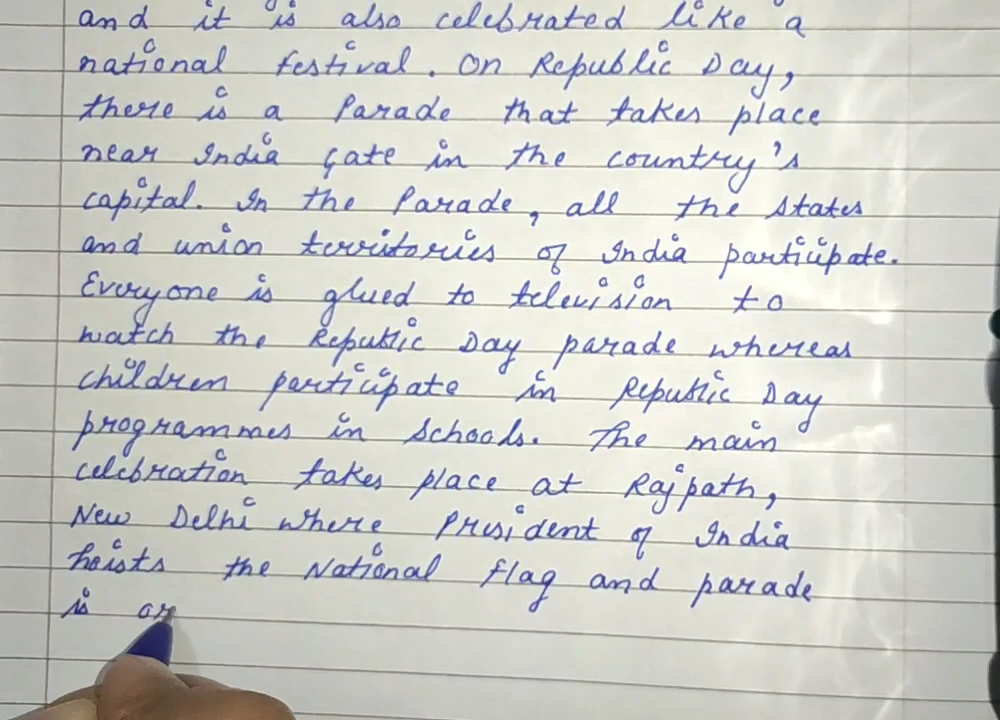 and it is also celebrated like a
national festival. On Republic Day,
there is a Parade that takes place
near India Gate in the country's
capital. In the Parade, all the states
and union territories of India participate.
Everyone is glued to television to
watch the Republic Day parade whereas
children participate in Republic Day
programmes in Schools. The main
celebration takes place at Rajpath,
New Delhi where President of India
hoists the National flag and parade
is